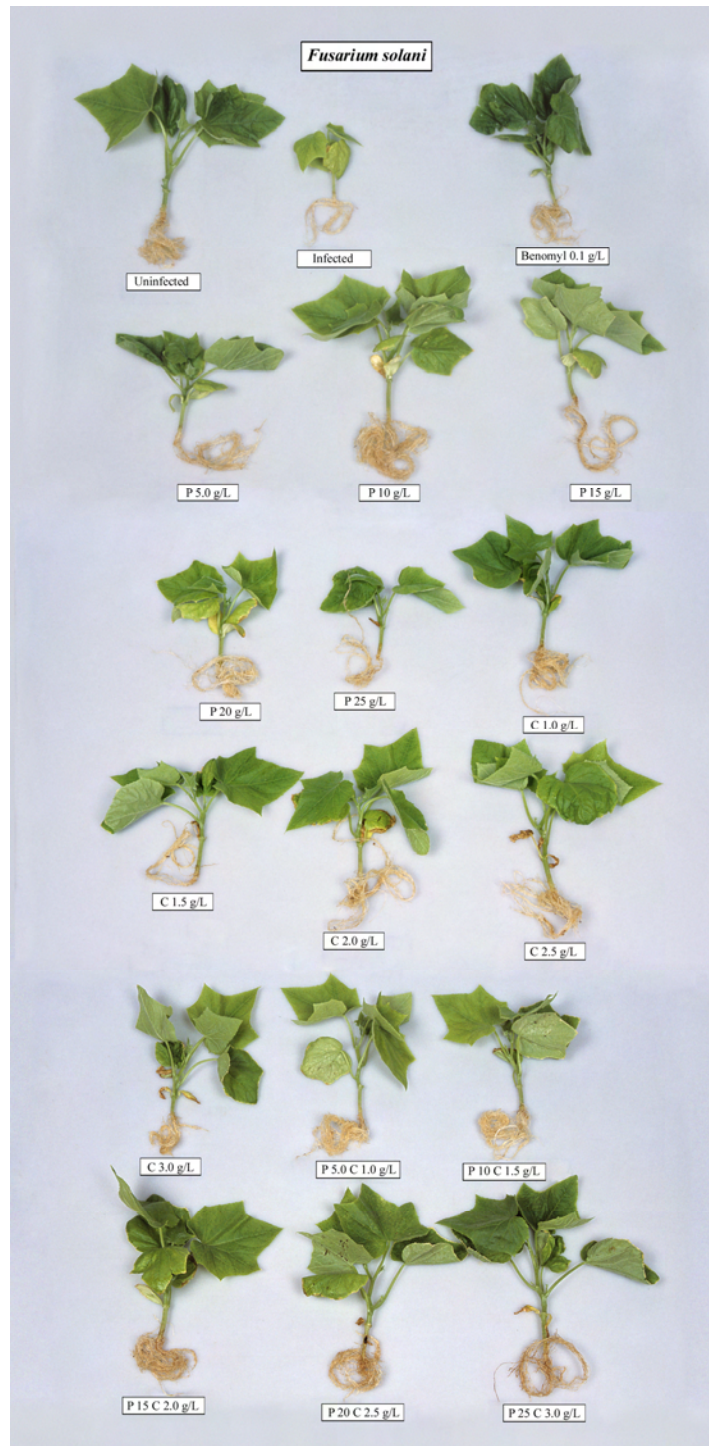 Fusarium solani
Uninfected
Infected
Benomyl 0.1 g/L
P 5.0 g/L
P 10 g/L
P 15 g/L
P 20 g/L
P 25 g/L
C 1.0 g/L
C 1.5 g/L
C 2.0 g/L
C 2.5 g/L
C 3.0 g/L
P 5.0 C 1.0 g/L
P 10 C 1.5 g/L
P 15 C 2.0 g/L
P 20 C 2.5 g/L
P 25 C 3.0 g/L